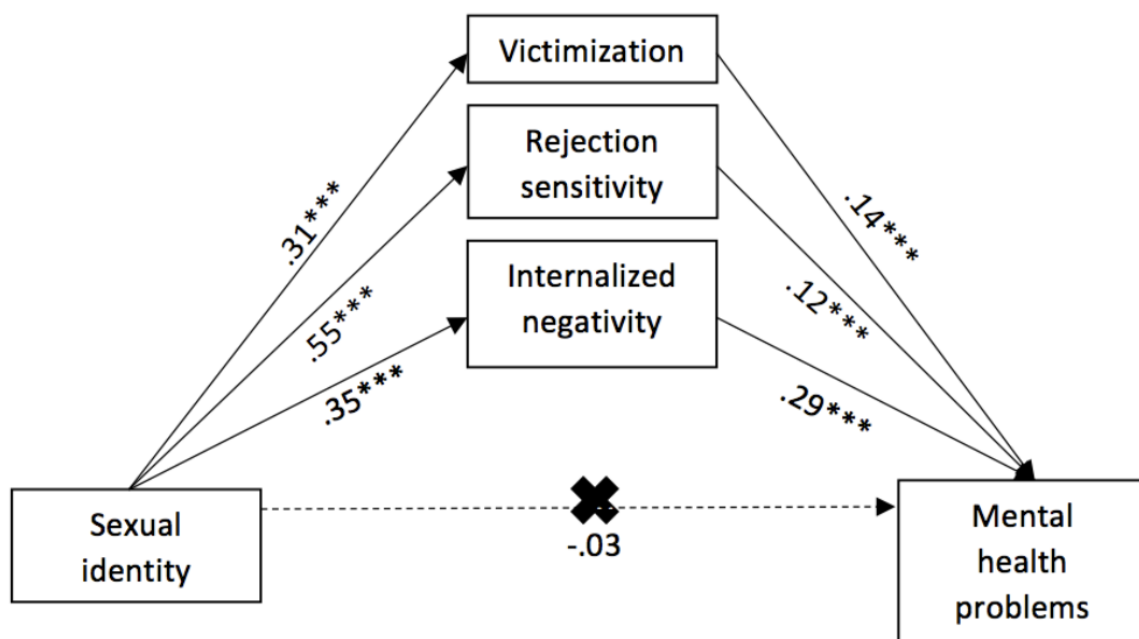 Victimization
Rejection
sensitivity
Internalized
negativity
.31***
.55***
.35***
.14***
.12***
.29***
-.03
Sexual
identity
Mental
health
problems